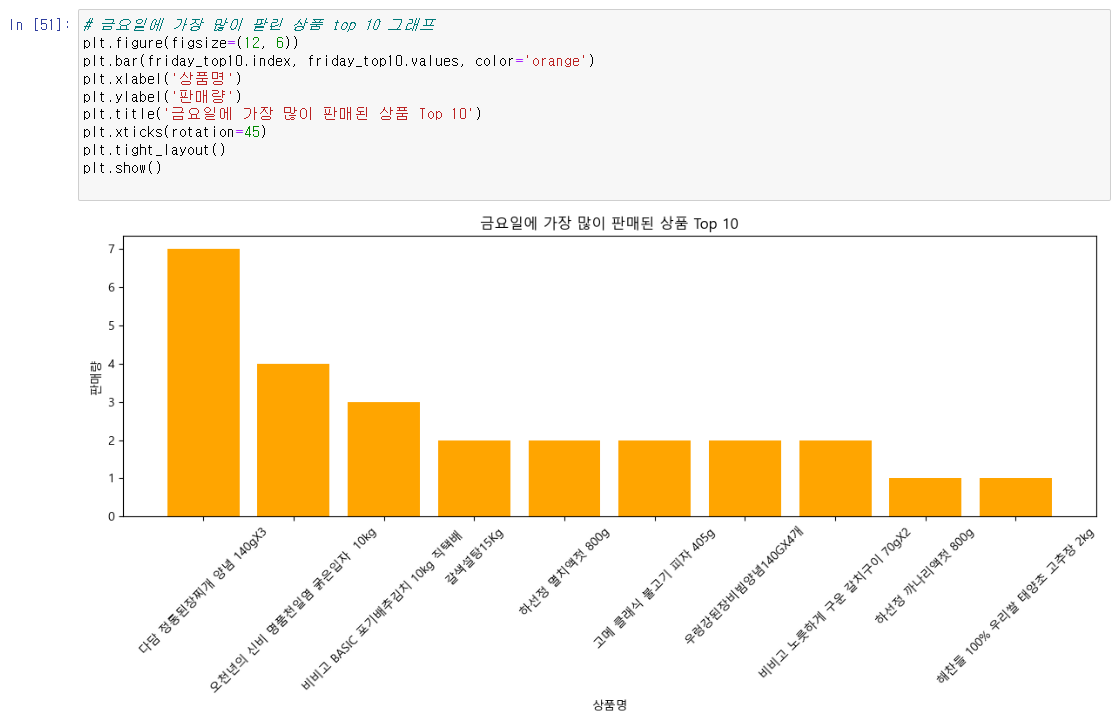 In [51]:
# 금요일에 가장 많이 팔린 상품 top 10 그래프
plt.figure(figsize=(12, 6))
plt.bar(friday_top10.index, friday_top10.values, color='orange')
plt.xlabel('상품명')
plt.ylabel('판매량')
plt.title('금요일에 가장 많이 판매된 상품 Top 10')
plt.xticks(rotation=45)
plt.tight_layout()
plt.show()
금요일에 가장 많이 판매된 상품 Top 10
7
6
5
4
3
2
1
0
판매량
다담 정통된장찌개 양념 140gX3
오천년의 신비 명품천일염 굵은입자 10kg
비비고 BASIC 포기배추김치 10kg 직택배
갈색설탕15Kg
하선정 멸치액젓 800g
고메 클래식 불고기 피자 405g
우렁강된장비빔양념140GX4개
비비고 노릇하게 구운 갈치구이 70gX2
하선정 까나리액젓 800g
해찬들 100% 우리쌀 태양초 고추장 2kg
상품명